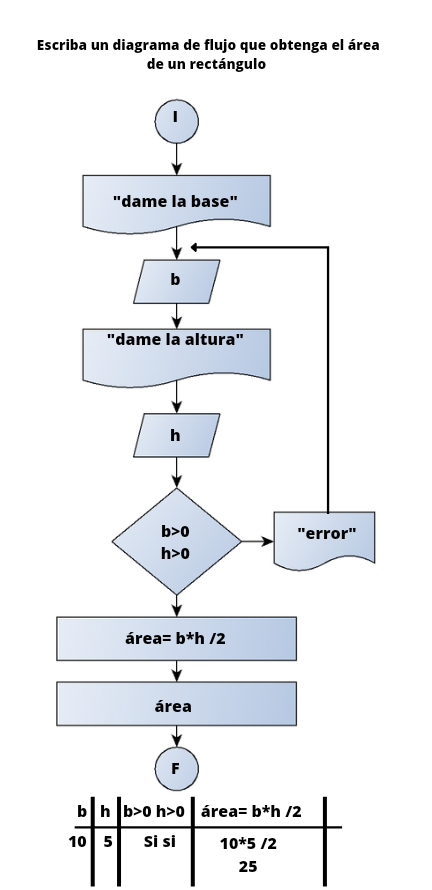 Escriba un diagrama de flujo que obtenga el área
de un rectángulo
I
"dame la base"
b
"dame la altura"
h
b>0
h>0
"error"
área= b*h /2
área
F
b h b>0 h>0 área= b*h /2
10 5 Si si 10*5 /2
25